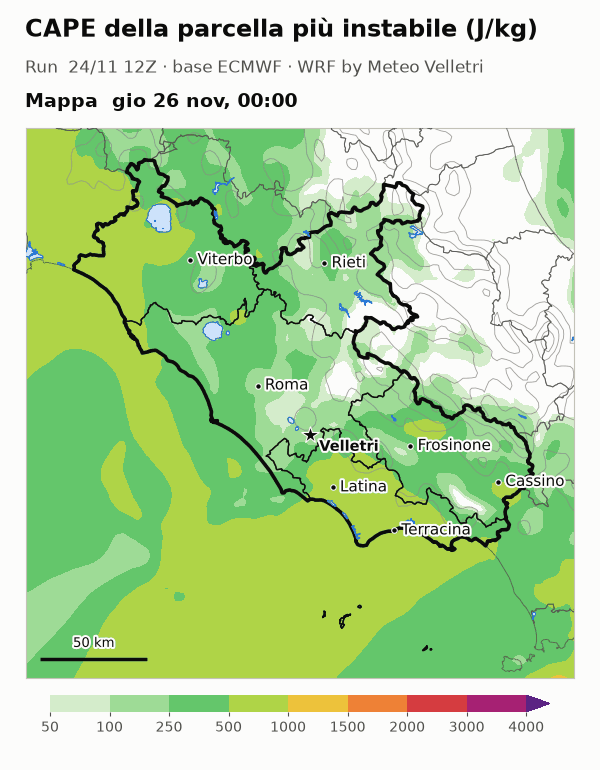 CAPE della parcella più instabile (J/kg)
Run  24/11 12Z · base ECMWF · WRF by Meteo Velletri
Mappa  gio 26 nov, 00:00
Viterbo
Rieti
Roma
Velletri
Frosinone
Cassino
Latina
Terracina
50 km
50 100 250 500 1000 1500 2000 3000 4000